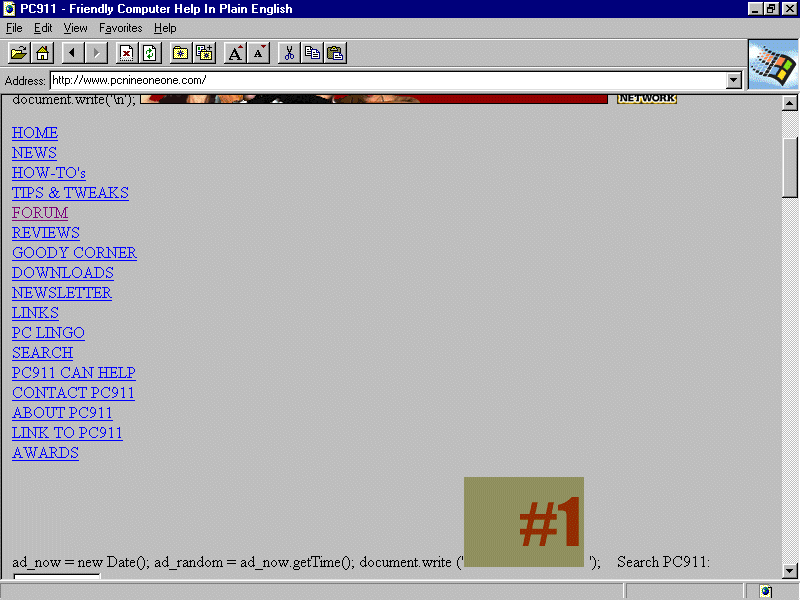 PC911 - Friendly Computer Help In Plain English
File Edit View Favorites Help
A A
Address: http://www.pcnineoneone.com/
document.write('\n'); NETWORK
HOME
NEWS
HOW-TO's
TIPS & TWEAKS
FORUM
REVIEWS
GOODY CORNER
DOWNLOADS
NEWSLETTER
LINKS
PC LINGO
SEARCH
PC911 CAN HELP
CONTACT PC911
ABOUT PC911
LINK TO PC911
AWARDS
#1
ad_now = new Date(); ad_random = ad_now.getTime(); document.write (' '); Search PC911: